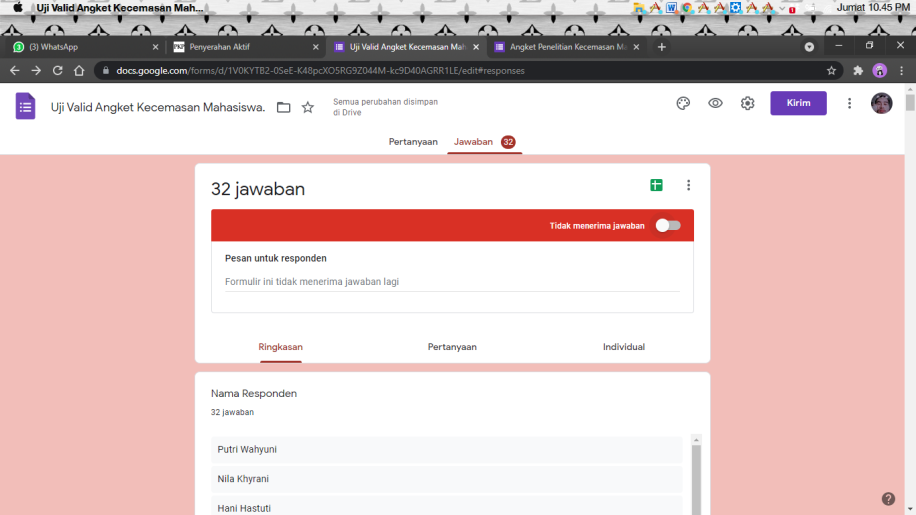 Uji Valid Angket Kecemasan Mah...
Jumat 10.45 PM
(3) WhatsApp
Penyerahan Aktif
Uji Valid Angket Kecemasan Mah
Angket Penelitian Kecemasan Ma
docs.google.com/forms/d/1V0KYTB2-0SeE-K48pcXO5RG9Z044M-kc9D40AGRR1LE/edit#responses
Uji Valid Angket Kecemasan Mahasiswa.
Semua perubahan disimpan
di Drive
Kirim
Pertanyaan
Jawaban 32
32 jawaban
Tidak menerima jawaban
Pesan untuk responden
Formulir ini tidak menerima jawaban lagi
Ringkasan
Pertanyaan
Individual
Nama Responden
32 jawaban
Putri Wahyuni
Nila Khyrani
Hani Hastuti